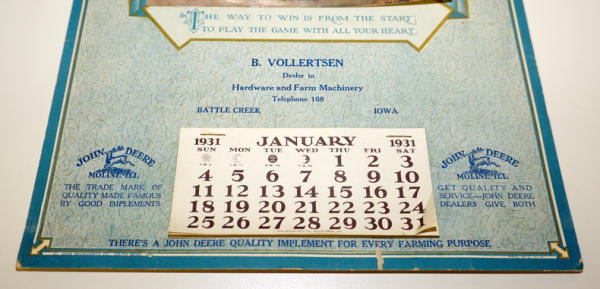 THE WAY TO WIN IS FROM THE START,
TO PLAY THE GAME WITH ALL YOUR HEART.
B. VOLLERTSEN
Dealer in
Hardware and Farm Machinery
Telephone 168
BATTLE CREEK IOWA
JOHN DEERE
MOLINE, ILL.
THE TRADE MARK OF
QUALITY MADE FAMOUS
BY GOOD IMPLEMENTS
1931 JANUARY 1931
SUN MON TUE WED THU FRI SAT
1 2 3
4 5 6 7 8 9 10
11 12 13 14 15 16 17
18 19 20 21 22 23 24
25 26 27 28 29 30 31
JOHN DEERE
MOLINE, ILL.
GET QUALITY AND
SERVICE—JOHN DEERE
DEALERS GIVE BOTH
THERE'S A JOHN DEERE QUALITY IMPLEMENT FOR EVERY FARMING PURPOSE